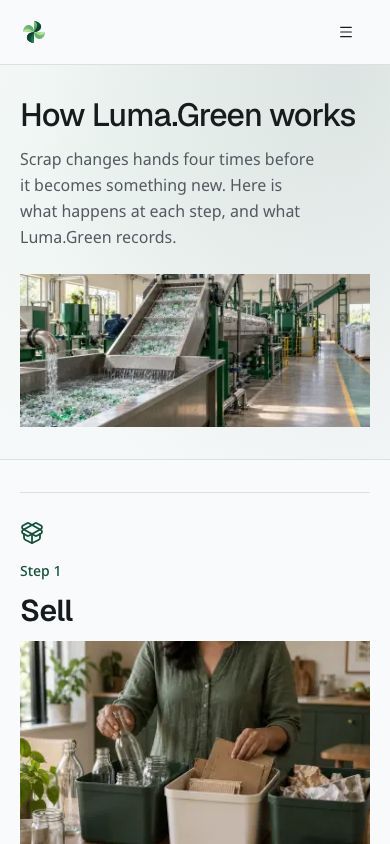 How Luma.Green works
Scrap changes hands four times before
it becomes something new. Here is
what happens at each step, and what
Luma.Green records.
Step 1
Sell